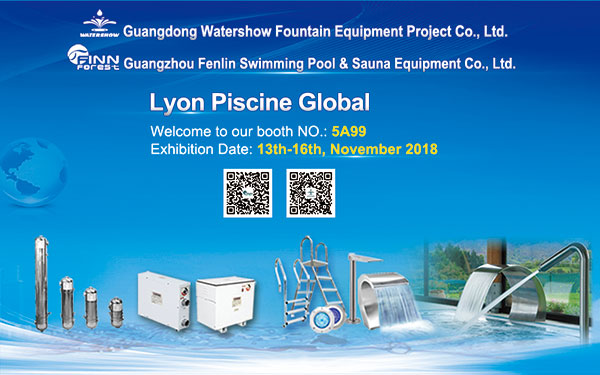 WATERSHOW
Guangdong Watershow Fountain Equipment Project Co., Ltd.
FINN
Forest
Guangzhou Fenlin Swimming Pool & Sauna Equipment Co., Ltd.
Lyon Piscine Global
Welcome to our booth NO.: 5A99
Exhibition Date: 13th-16th, November 2018